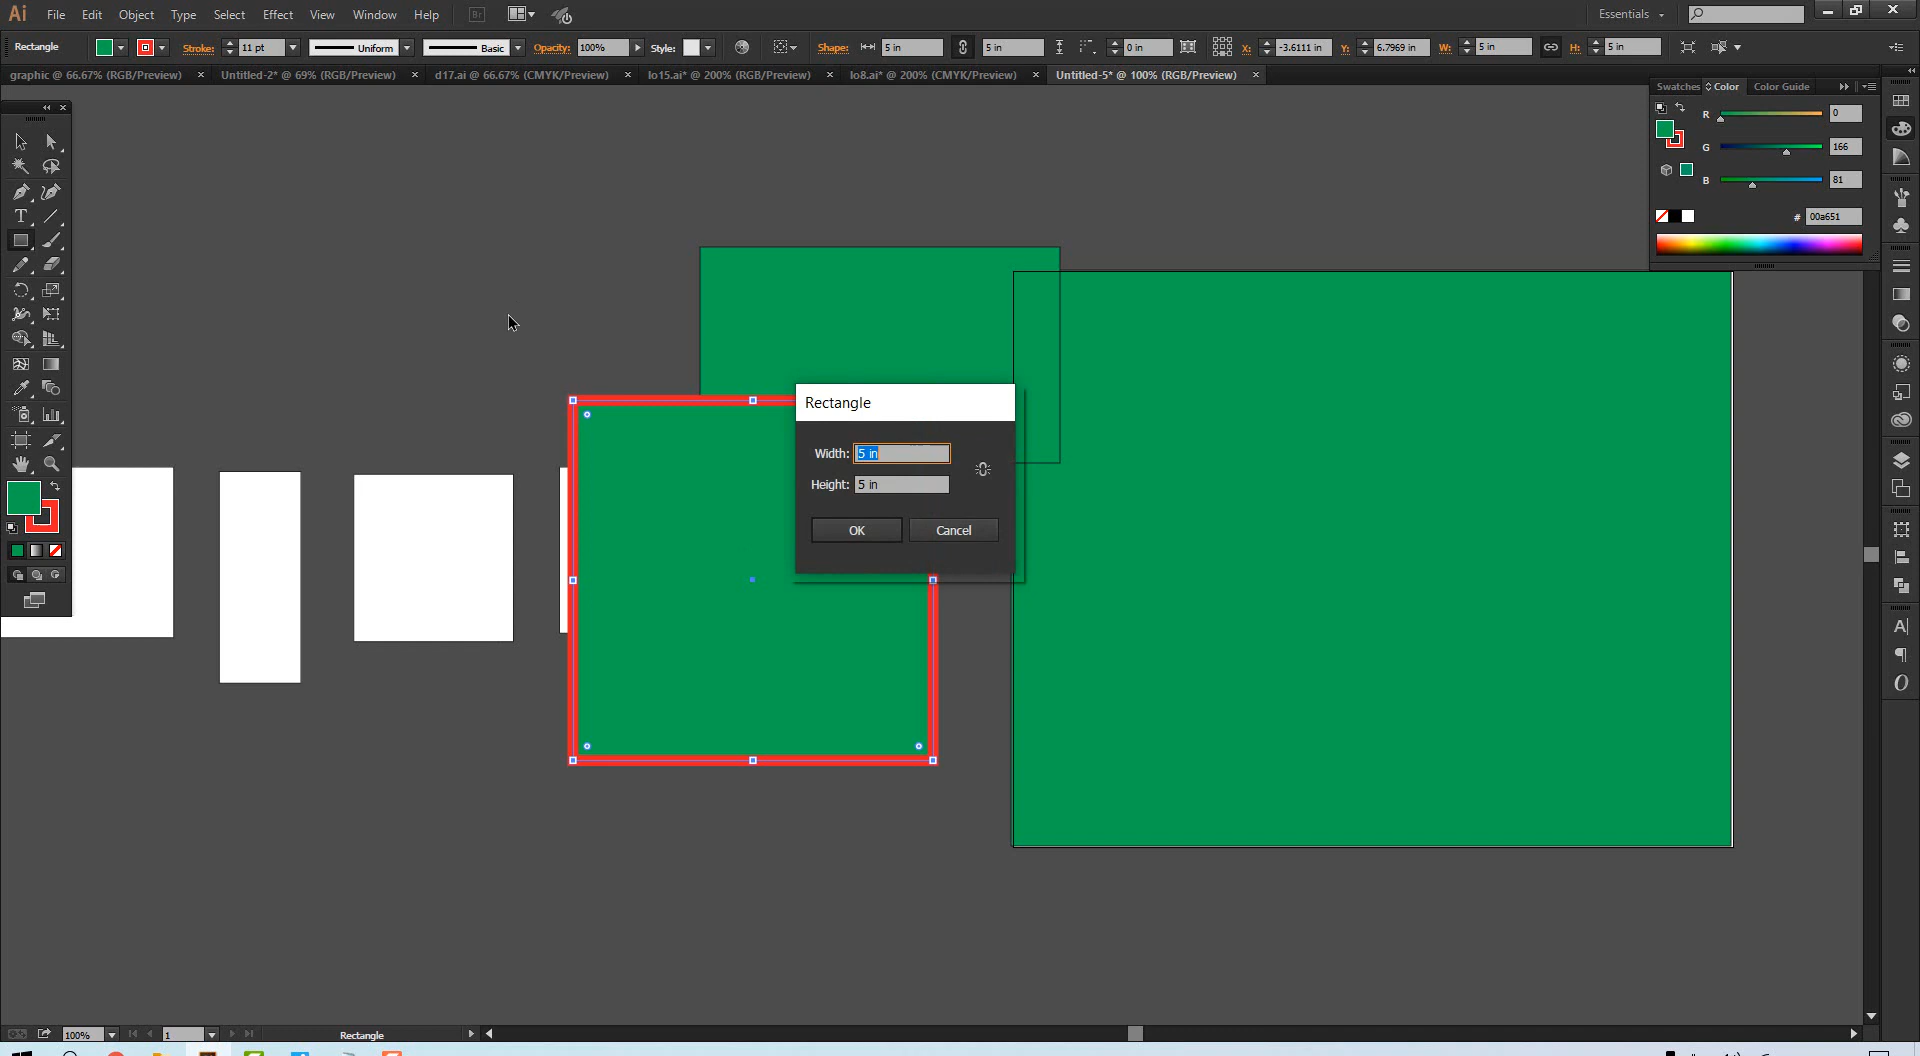 Ai File Edit Object Type Select Effect View Window Help Br Essentials
Rectangle Stroke: 11 pt Uniform Basic Opacity: 100% Style: Shape: 5 in 5 in 0 in X: -3.6111 in Y: 6.7969 in W: 5 in H: 5 in
graphic @ 66.67% (RGB/Preview) Untitled-2* @ 69% (RGB/Preview) d17.ai @ 66.67% (CMYK/Preview) lo15.ai* @ 200% (RGB/Preview) lo8.ai* @ 200% (CMYK/Preview) Untitled-5* @ 100% (RGB/Preview)
Swatches Color Color Guide
R 0
G 166
B 81
# 00a651
Rectangle
Width: 5 in
Height: 5 in
OK Cancel
100% 1 Rectangle